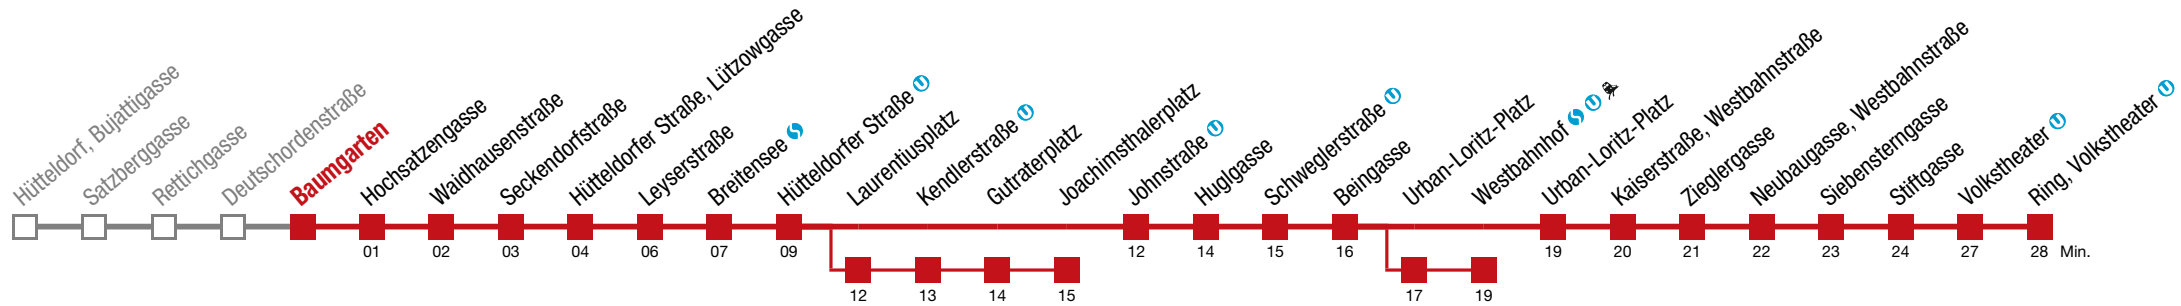 Hütteldorf, Bujattigasse
Satzberggasse
Rettichgasse
Deutschordenstraße
Baumgarten
Hochsatzengasse
Waidhausenstraße
Seckendorfstraße
Hütteldorfer Straße, Lützowgasse
Leyserstraße
Breitensee
Hütteldorfer Straße U
Laurentiusplatz
Kendlerstraße U
Gutraterplatz
Joachimsthalerplatz
Johnstraße U
Huglgasse
Schweglerstraße U
Beingasse
Urban-Loritz-Platz
Westbahnhof U
Urban-Loritz-Platz
Kaiserstraße, Westbahnstraße
Zieglergasse
Neubaugasse, Westbahnstraße
Siebensterngasse
Stiftgasse
Volkstheater U
Ring, Volkstheater U
01 02 03 04 06 07 09 12 14 15 16 19 20 21 22 23 24 27 28 Min.
12 13 14 15 17 19